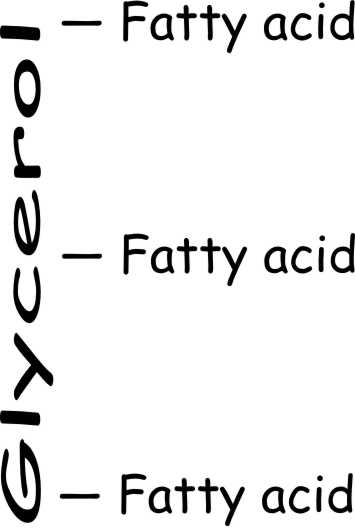 Glycerol
— Fatty acid
— Fatty acid
— Fatty acid